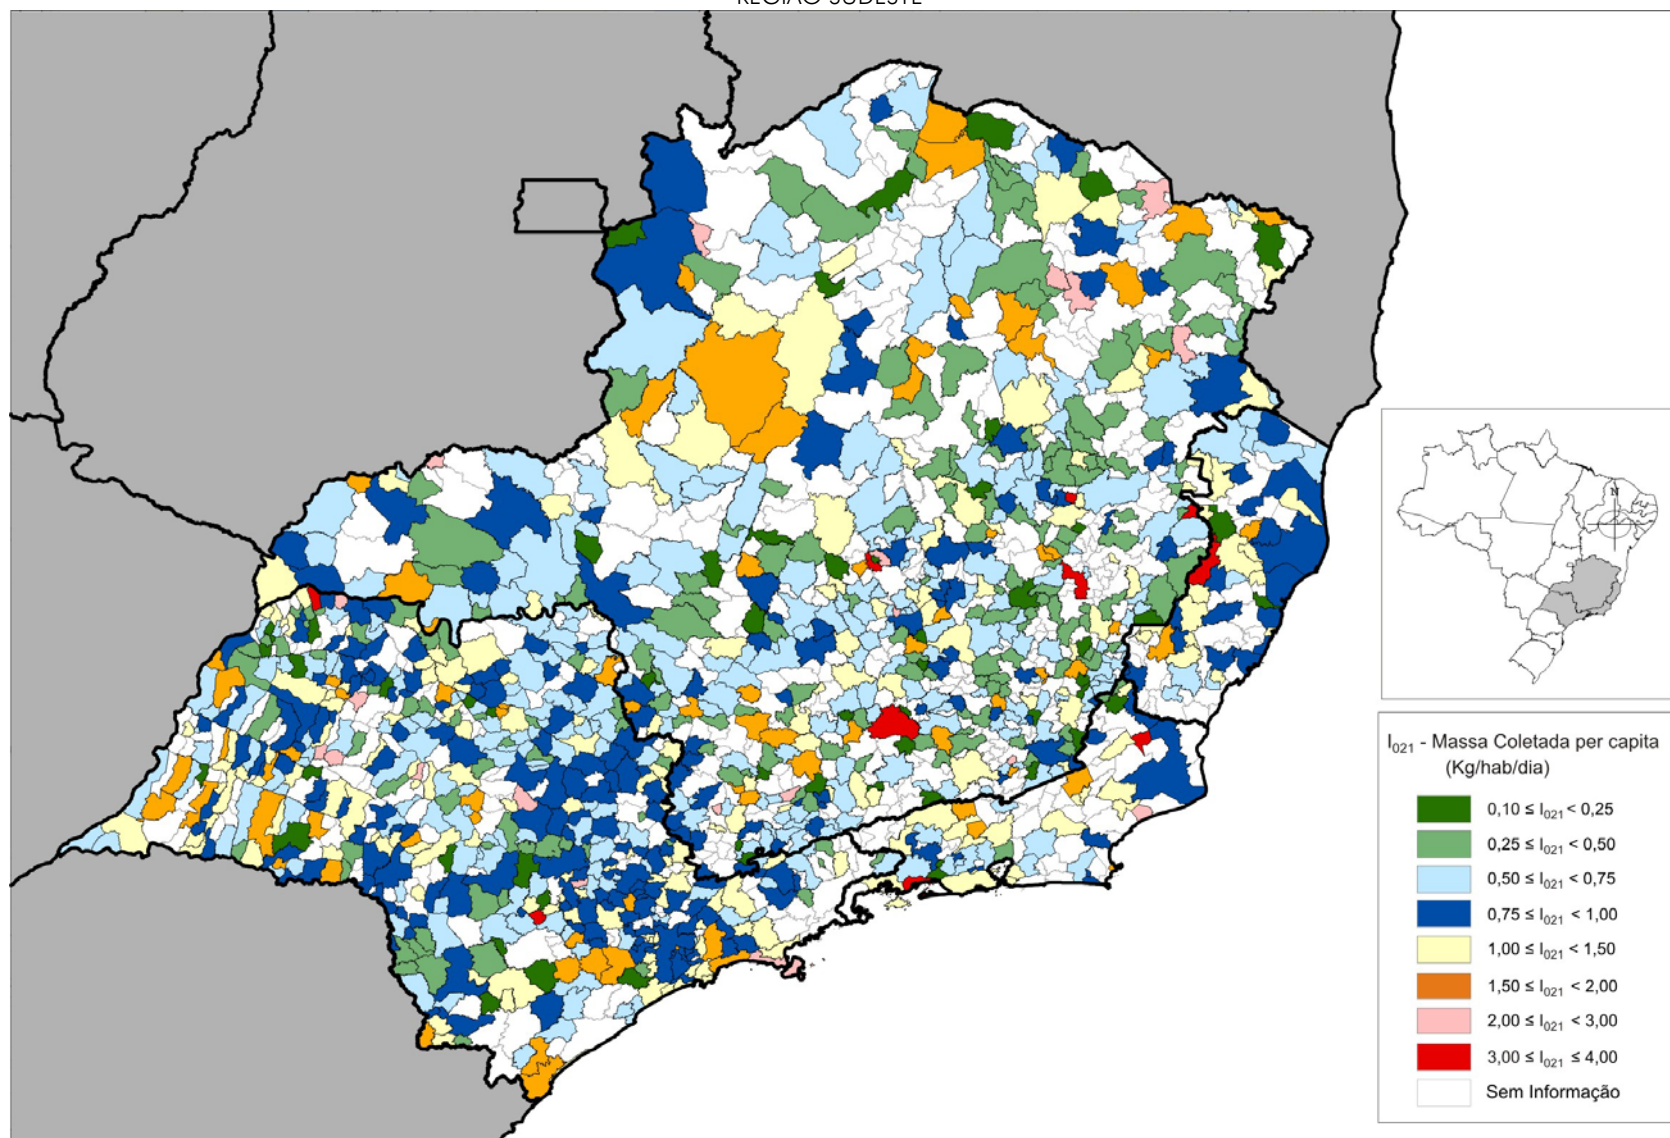 REGIÃO SUDESTE
N
I021 - Massa Coletada per capita
(Kg/hab/dia)
0,10 ≤ I021 < 0,25
0,25 ≤ I021 < 0,50
0,50 ≤ I021 < 0,75
0,75 ≤ I021 < 1,00
1,00 ≤ I021 < 1,50
1,50 ≤ I021 < 2,00
2,00 ≤ I021 < 3,00
3,00 ≤ I021 ≤ 4,00
Sem Informação